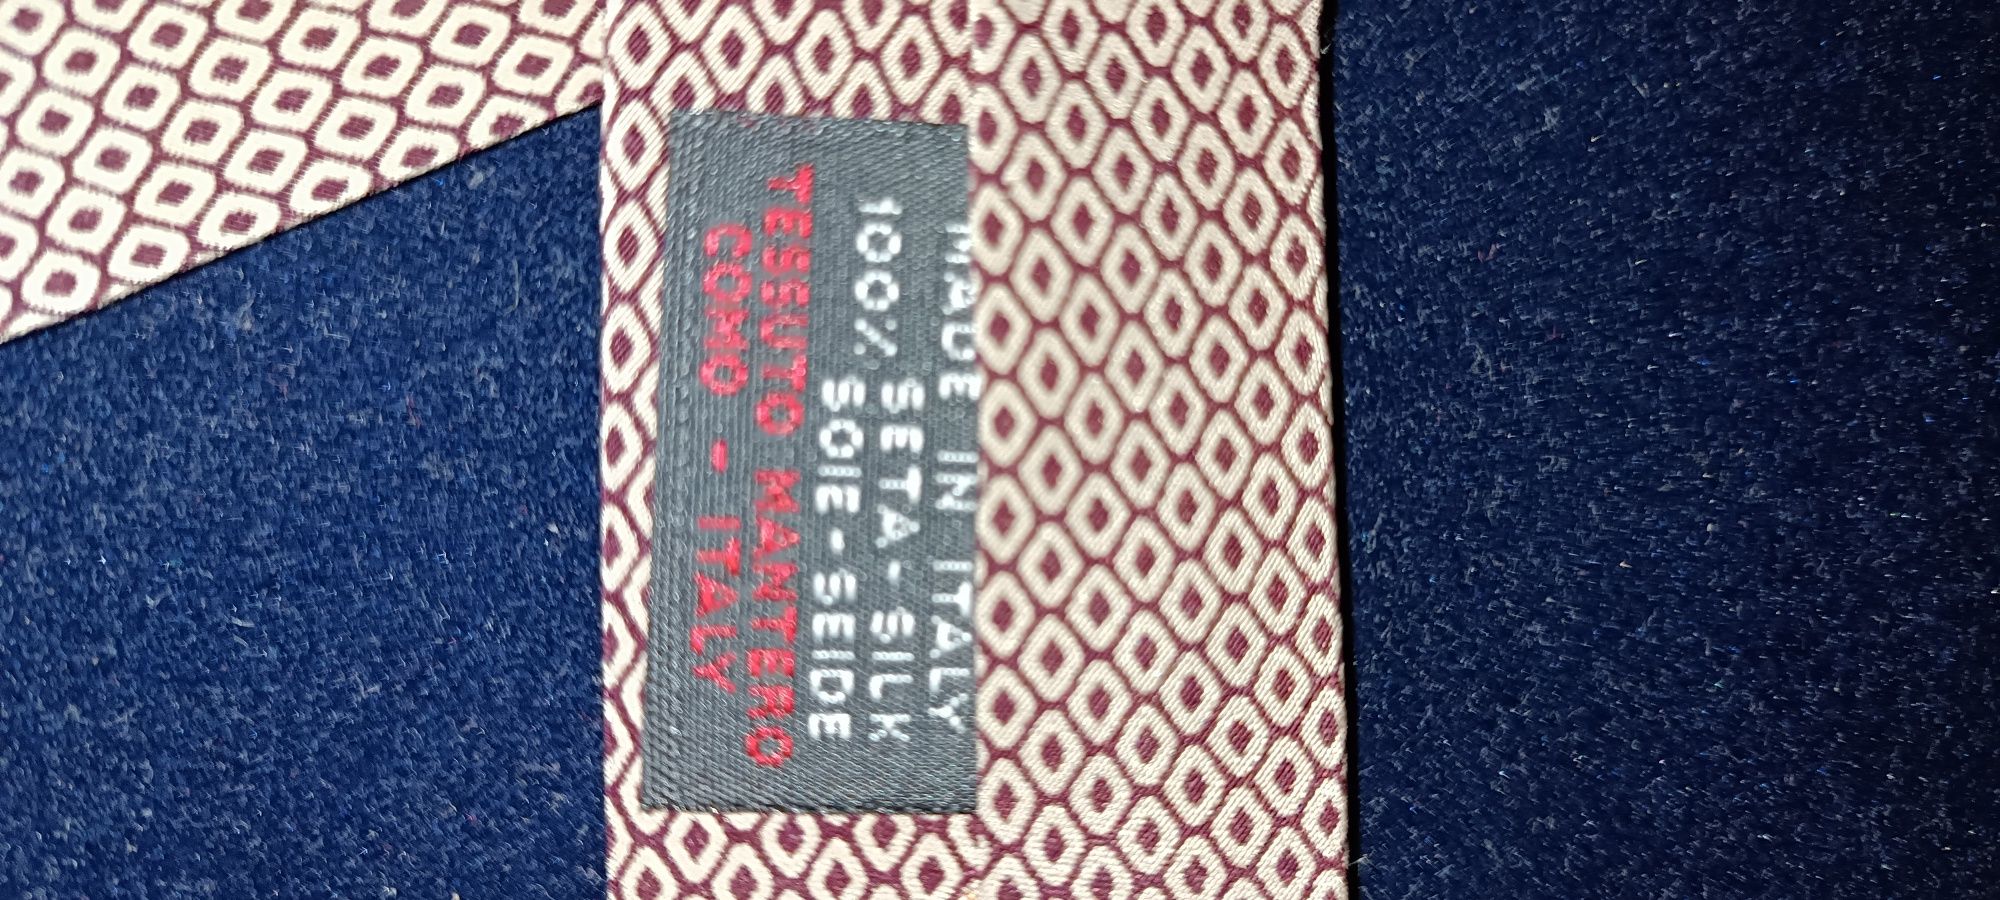 MADE IN ITALY
100% SETA-SILK
SOIE-SEIDE
TESSUTO MANTERO
COMO - ITALY